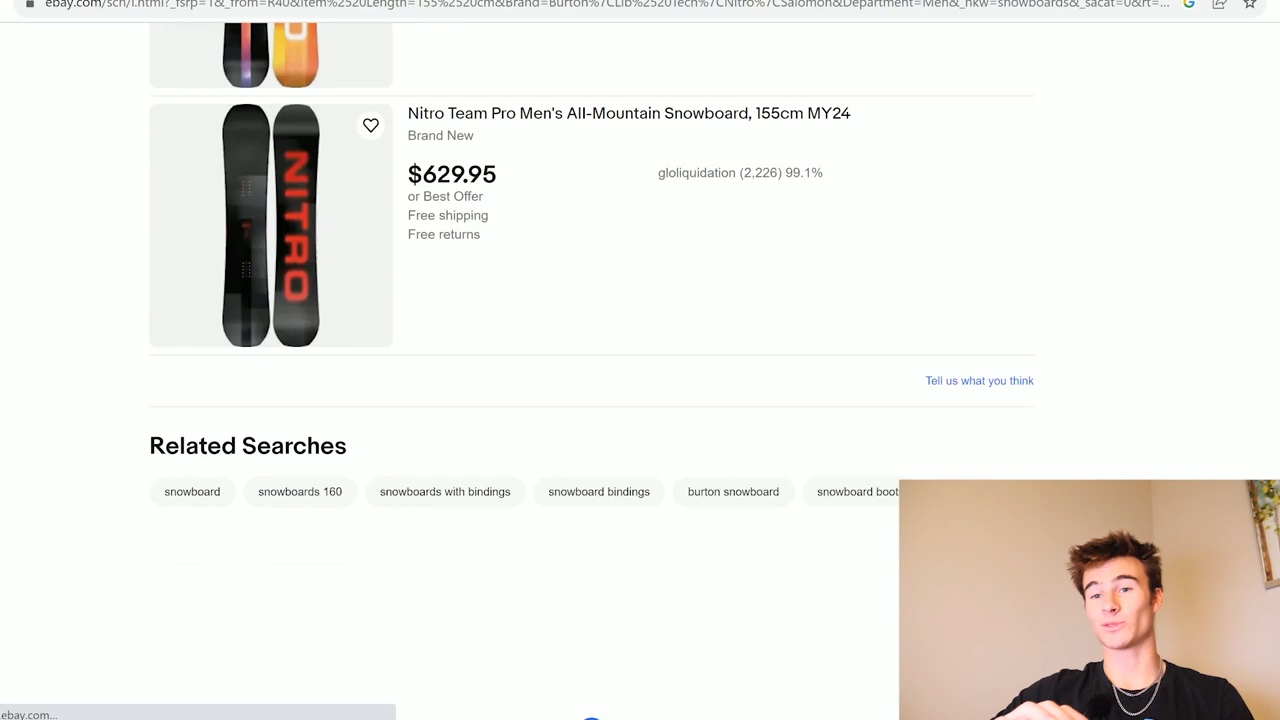 ebay.com/sch/i.html?_fsrp=1&_from=R40&Item%2520Length=155%2520cm&Brand=Burton%7CLib%2520Tech%7CNitro%7CSalomon&Department=Men&_nkw=snowboards&_sacat=0&rt=...
Nitro Team Pro Men's All-Mountain Snowboard, 155cm MY24
Brand New
$629.95
gloliquidation (2,226) 99.1%
or Best Offer
Free shipping
Free returns
NITRO
Tell us what you think
Related Searches
snowboard
snowboards 160
snowboards with bindings
snowboard bindings
burton snowboard
snowboard boot
ebay.com...